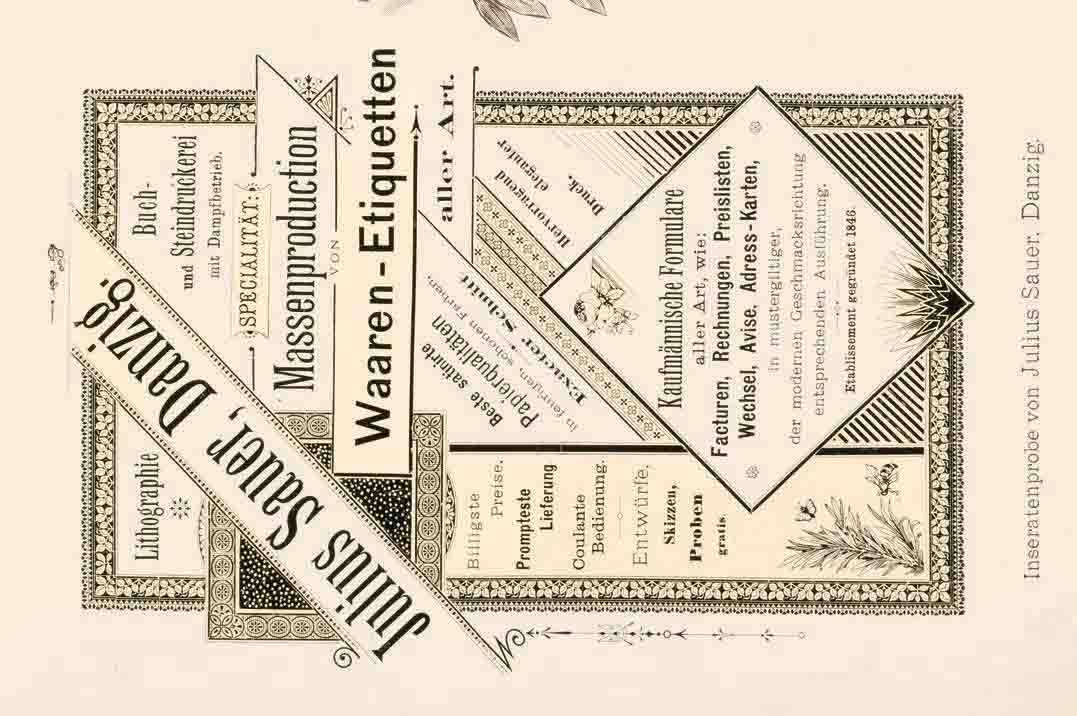 Lithographie
Buch-
und Steindruckerei
mit Dampfbetrieb.
Julius Sauer, Danzig.
SPECIALITÄT:
Massenproduction
VON
Waaren-Etiquetten
aller Art.
Billigste
Preise.
Prompteste
Lieferung
Coulante
Bedienung.
Entwürfe,
Skizzen,
Proben
gratis.
Beste satinirte
Papierqualitäten
in feurigen, schönen Farben.
Exacter Schnitt
Hervorragend
eleganter
Druck.
Kaufmännische Formulare
aller Art, wie:
Facturen, Rechnungen, Preislisten,
Wechsel, Avise, Adress-Karten,
in mustergiltiger,
der modernen Geschmacksrichtung
entsprechenden Ausführung.
Etablissement gegründet 1846.
Inseratenprobe von Julius Sauer, Danzig.